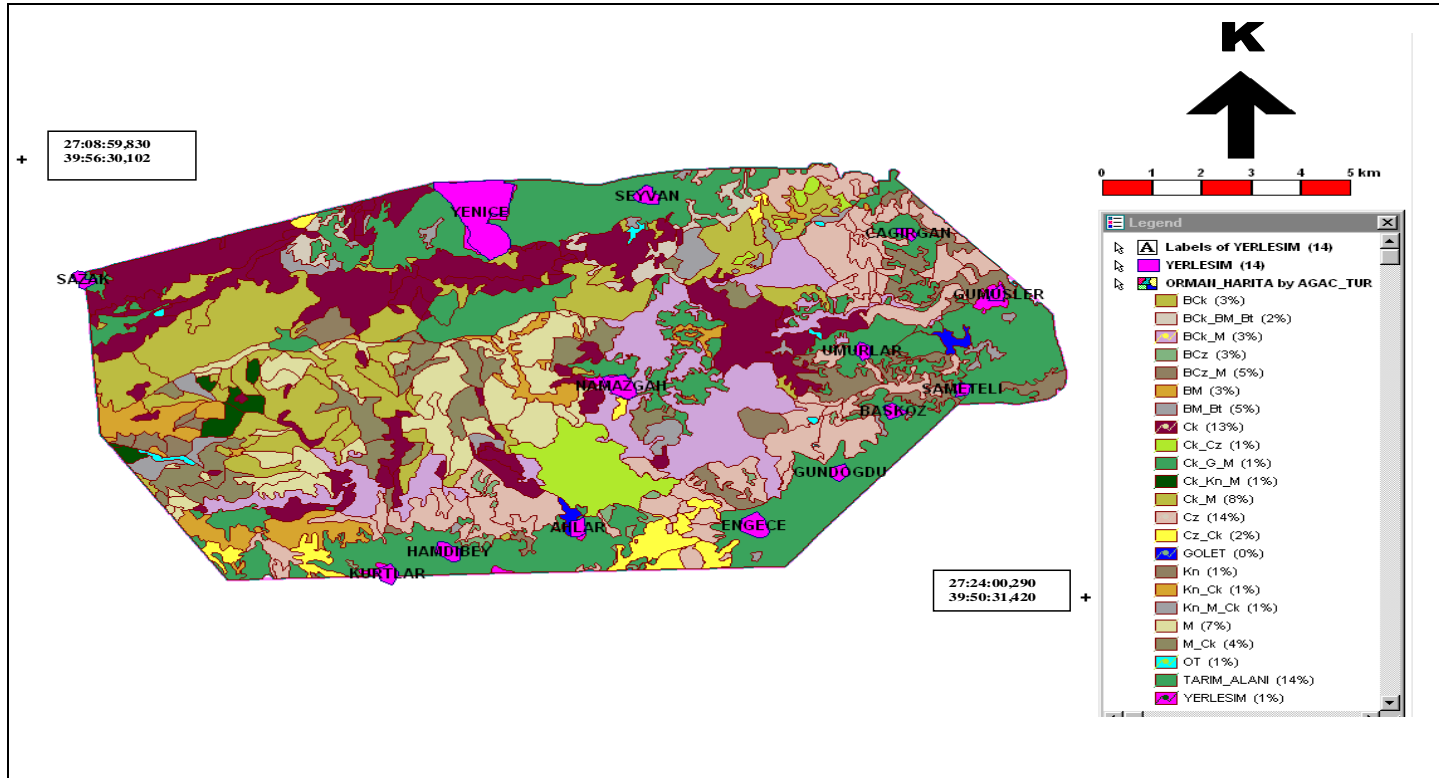 K
27:08:59,830
39:56:30,102
+
0 1 2 3 4 5 km
SEYVAN
YENICE
CAGIRGAN
SAZAK
GUMUSLER
UMURLAR
NAMAZGAH
SAMETELI
BASKOZ
GUNDOGDU
AHLAR
ENGECE
HAMDIBEY
KURTLAR
27:24:00,290
39:50:31,420
+
Legend
A Labels of YERLESIM (14)
YERLESIM (14)
ORMAN_HARITA by AGAC_TUR
BCk (3%)
BCk_BM_Bt (2%)
BCk_M (3%)
BCz (3%)
BCz_M (5%)
BM (3%)
BM_Bt (5%)
Ck (13%)
Ck_Cz (1%)
Ck_G_M (1%)
Ck_Kn_M (1%)
Ck_M (8%)
Cz (14%)
Cz_Ck (2%)
GOLET (0%)
Kn (1%)
Kn_Ck (1%)
Kn_M_Ck (1%)
M (7%)
M_Ck (4%)
OT (1%)
TARIM_ALANI (14%)
YERLESIM (1%)